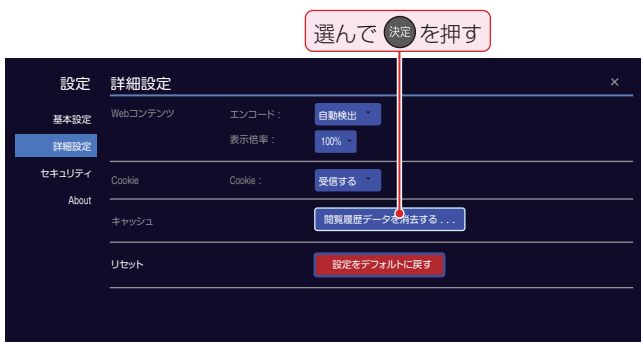 選んで 決定 を押す
設定 詳細設定 ×
基本設定
詳細設定
セキュリティ
About
Webコンテンツ エンコード： 自動検出
表示倍率： 100%
Cookie Cookie： 受信する
キャッシュ 閲覧履歴データを消去する...
リセット 設定をデフォルトに戻す